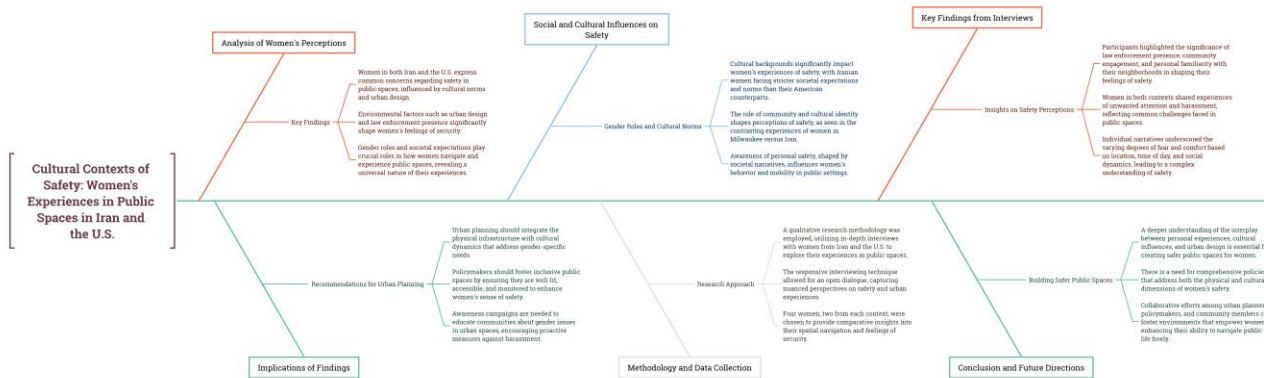 Cultural Contexts of
Safety: Women's
Experiences in Public
Spaces in Iran and
the U.S.
Analysis of Women's Perceptions
Key Findings
Women in both Iran and the U.S. express
common concerns regarding safety in
public spaces, influenced by cultural norms
and urban design.
Environmental factors such as urban design
and law enforcement presence significantly
shape women's feelings of security.
Gender roles and societal expectations play
crucial roles in how women navigate and
experience public spaces, revealing a
universal nature of their experiences.
Social and Cultural Influences on
Safety
Gender Roles and Cultural Norms
Cultural backgrounds significantly impact
women's experiences of safety, with Iranian
women facing stricter societal expectations
and norms than their American
counterparts.
The role of community and cultural identity
shapes perceptions of safety, as seen in the
contrasting experiences of women in
Milwaukee versus Iran.
Awareness of personal safety, shaped by
societal narratives, influences women's
behavior and mobility in public settings.
Key Findings from Interviews
Insights on Safety Perceptions
Participants highlighted the significance of
law enforcement presence, community
engagement, and personal familiarity with
their neighborhoods in shaping their
feelings of safety.
Women in both contexts shared experiences
of unwanted attention and harassment,
reflecting common challenges faced in
public spaces.
Individual narratives underscored the
varying degrees of fear and comfort based
on location, time of day, and social
dynamics, leading to a complex
understanding of safety.
Recommendations for Urban Planning
Urban planning should integrate the
physical infrastructure with cultural
dynamics that address gender-specific
needs.
Policymakers should foster inclusive public
spaces by ensuring they are well-lit,
accessible, and monitored to enhance
women's sense of safety.
Awareness campaigns are needed to
educate communities about gender issues
in urban spaces, encouraging proactive
measures against harassment.
Implications of Findings
Research Approach
A qualitative research methodology was
employed, utilizing in-depth interviews
with women from Iran and the U.S. to
explore their experiences in public spaces.
The responsive interviewing technique
allowed for an open dialogue, capturing
nuanced perspectives on safety and urban
experiences.
Four women, two from each context, were
chosen to provide comparative insights into
their spatial navigation and feelings of
security.
Methodology and Data Collection
Building Safer Public Spaces
A deeper understanding of the interplay
between personal experiences, cultural
influences, and urban design is essential
creating safer public spaces for women.
There is a need for comprehensive policies
that address both the physical and cultural
dimensions of women's safety.
Collaborative efforts among urban planners
policymakers, and community members
foster environments that empower women
enhancing their ability to navigate public
life freely.
Conclusion and Future Directions